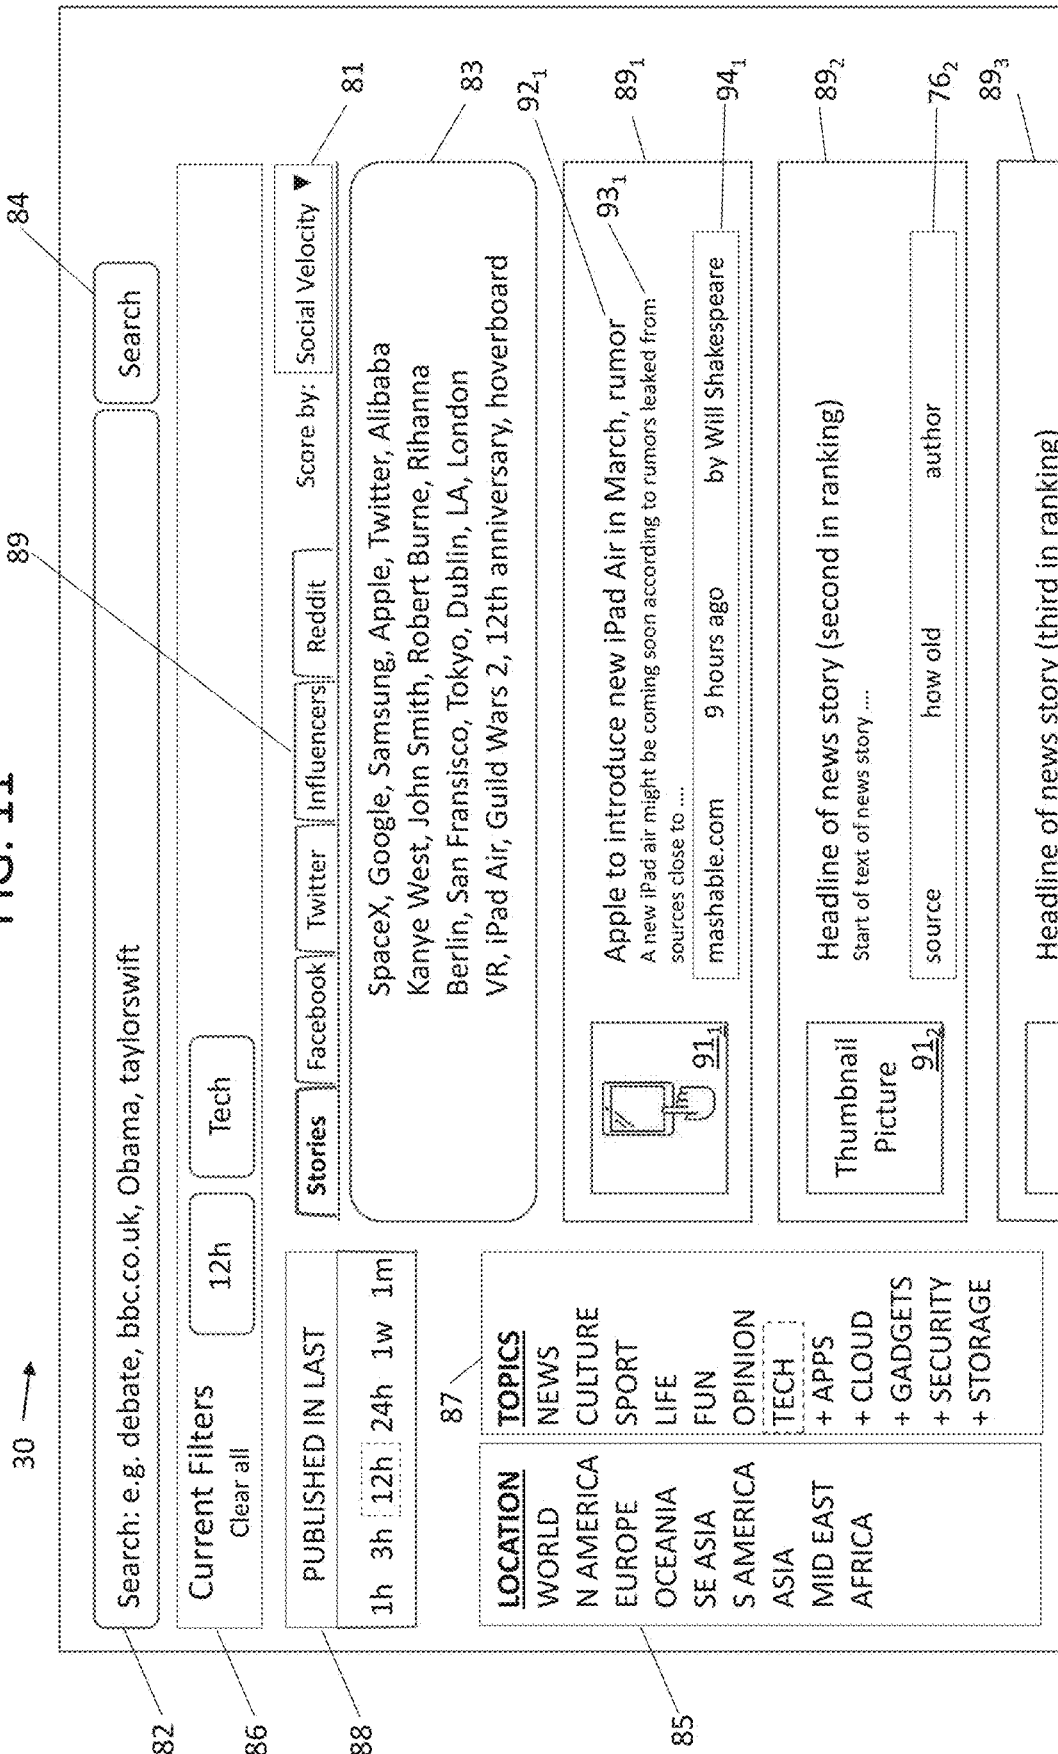 FIG. 11
30
84
89
Search: e.g. debate, bbc.co.uk, Obama, taylorswift
Search
82
Current Filters
12h
Tech
Clear all
86
PUBLISHED IN LAST
1h 3h 12h 24h 1w 1m
88
Stories
Facebook
Twitter
Influencers
Reddit
Score by:
Social Velocity ▼
81
SpaceX, Google, Samsung, Apple, Twitter, Alibaba
Kanye West, John Smith, Robert Burne, Rihanna
Berlin, San Fransisco, Tokyo, Dublin, LA, London
VR, iPad Air, Guild Wars 2, 12th anniversary, hoverboard
83
87
LOCATION
WORLD
N AMERICA
EUROPE
OCEANIA
SE ASIA
S AMERICA
ASIA
MID EAST
AFRICA
85
TOPICS
NEWS
CULTURE
SPORT
LIFE
FUN
OPINION
TECH
+ APPS
+ CLOUD
+ GADGETS
+ SECURITY
+ STORAGE
91₁
Apple to introduce new iPad Air in March, rumor
92₁
A new iPad air might be coming soon according to rumors leaked from
sources close to ...
93₁
89₁
mashable.com
9 hours ago
by Will Shakespeare
94₁
Thumbnail
Picture
91₂
Headline of news story (second in ranking)
Start of text of news story ...
89₂
source
how old
author
76₂
Headline of news story (third in ranking)
89₃